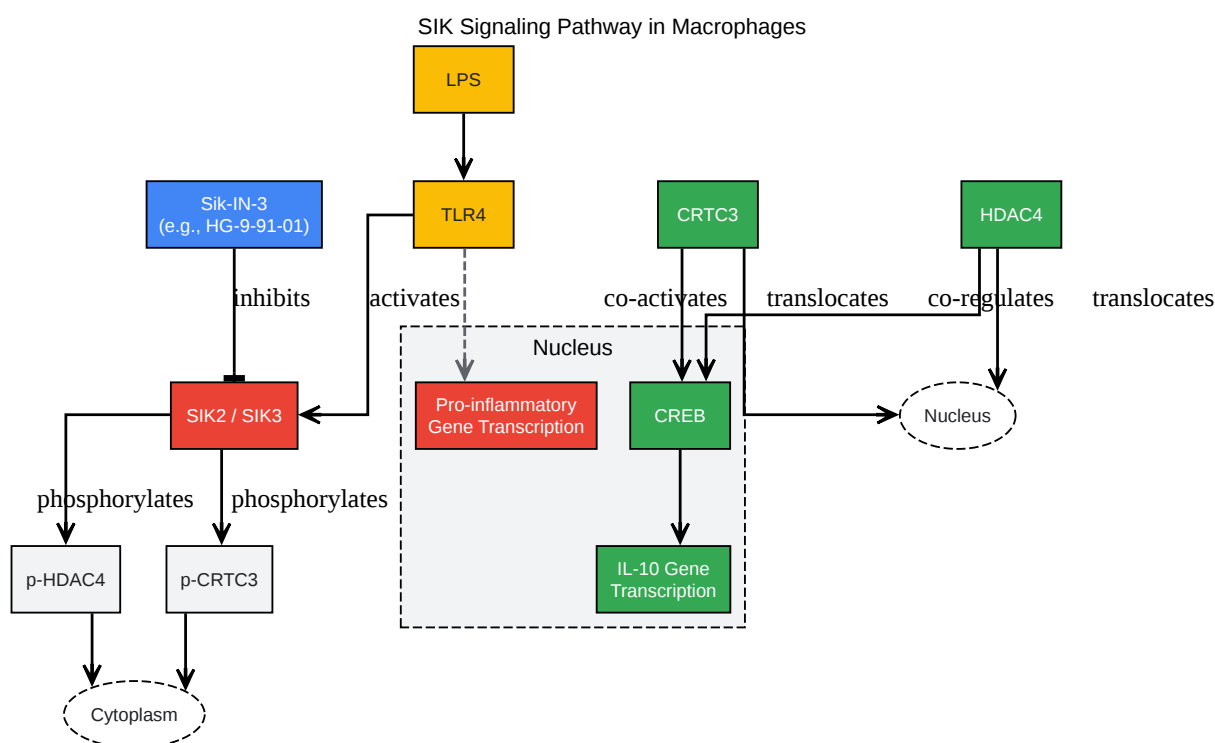 SIK Signaling Pathway in Macrophages
LPS
Sik-IN-3
(e.g., HG-9-91-01)
TLR4
CRTC3
HDAC4
inhibits
activates
co-activates
translocates
co-regulates
translocates
Nucleus
SIK2 / SIK3
Pro-inflammatory
Gene Transcription
CREB
Nucleus
phosphorylates
phosphorylates
p-HDAC4
p-CRTC3
IL-10 Gene
Transcription
Cytoplasm